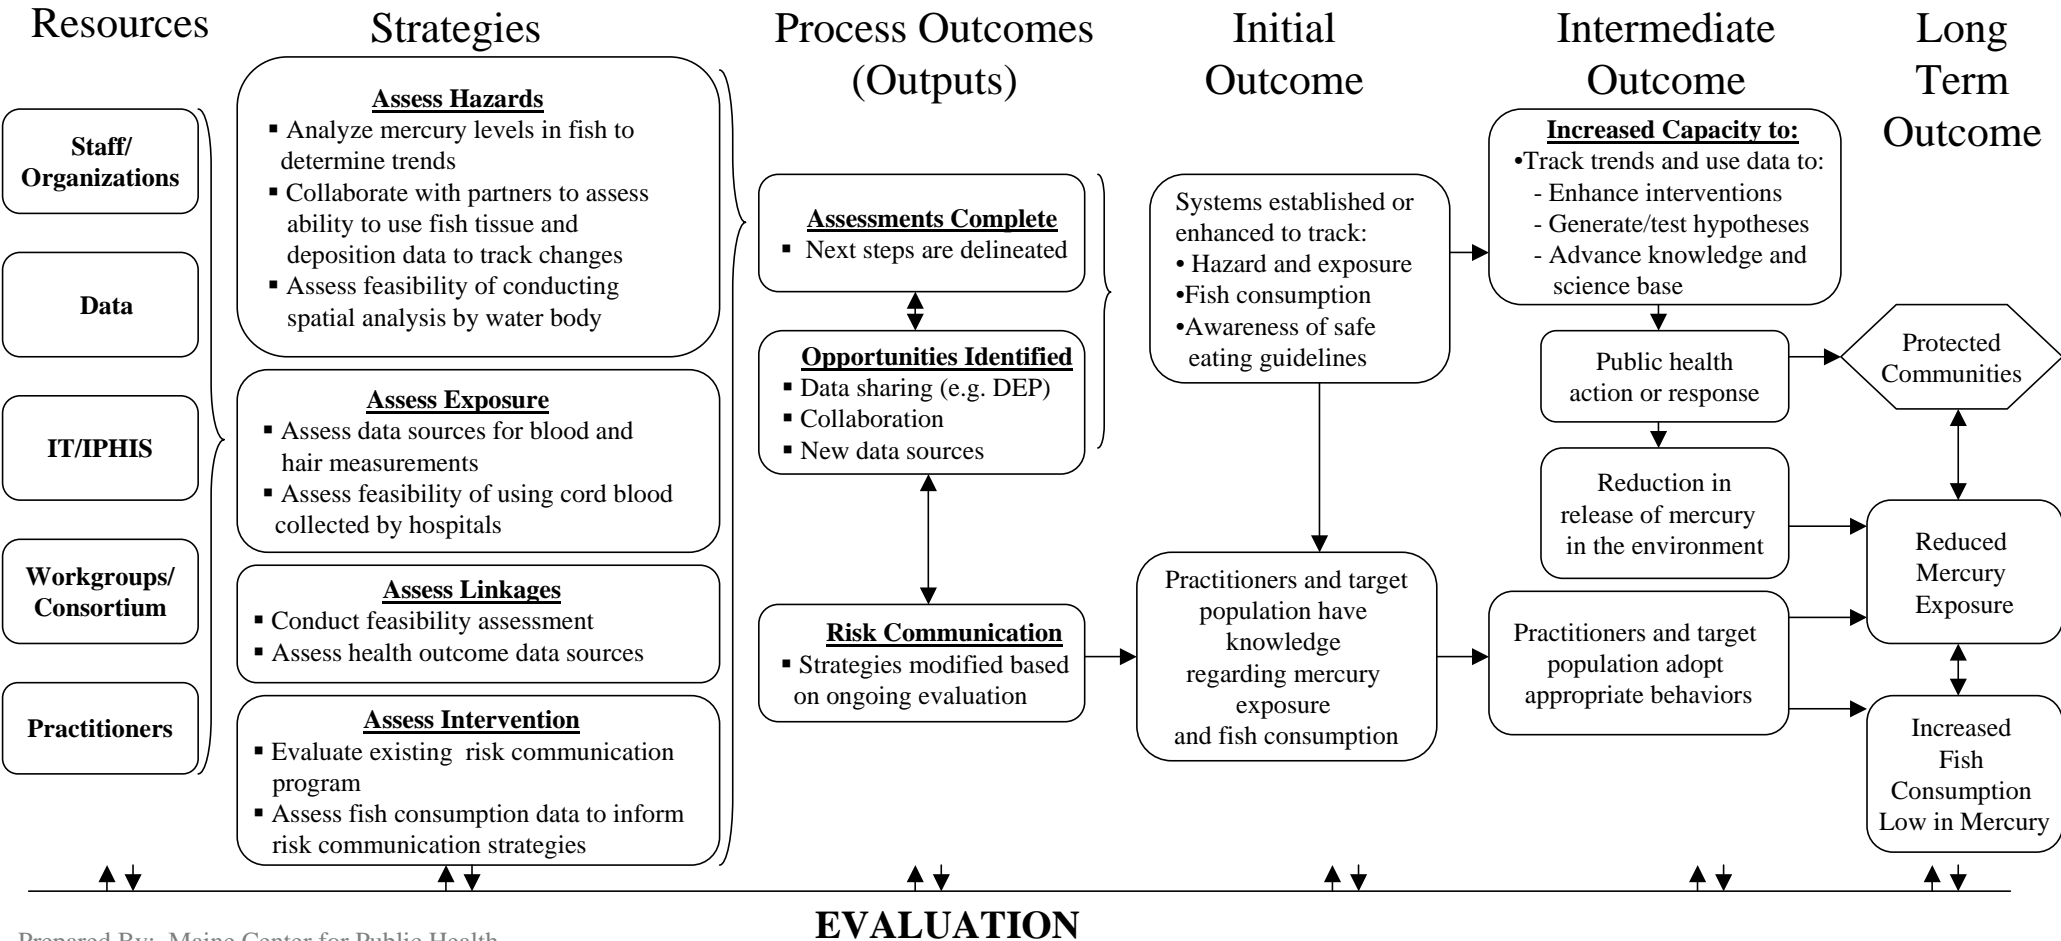 Resources
Strategies
Process Outcomes
(Outputs)
Initial
Outcome
Intermediate
Outcome
Long
Term
Outcome
Staff/
Organizations
Data
IT/IPHIS
Workgroups/
Consortium
Practitioners
Assess Hazards
▪ Analyze mercury levels in fish to
determine trends
▪ Collaborate with partners to assess
ability to use fish tissue and
deposition data to track changes
▪ Assess feasibility of conducting
spatial analysis by water body
Assess Exposure
▪ Assess data sources for blood and
hair measurements
▪ Assess feasibility of using cord blood
collected by hospitals
Assess Linkages
▪ Conduct feasibility assessment
▪ Assess health outcome data sources
Assess Intervention
▪ Evaluate existing risk communication
program
▪ Assess fish consumption data to inform
risk communication strategies
Assessments Complete
▪ Next steps are delineated
Opportunities Identified
▪ Data sharing (e.g. DEP)
▪ Collaboration
▪ New data sources
Risk Communication
▪ Strategies modified based
on ongoing evaluation
Systems established or
enhanced to track:
• Hazard and exposure
•Fish consumption
•Awareness of safe
eating guidelines
Practitioners and target
population have
knowledge
regarding mercury
exposure
and fish consumption
Increased Capacity to:
•Track trends and use data to:
- Enhance interventions
- Generate/test hypotheses
- Advance knowledge and
science base
Public health
action or response
Reduction in
release of mercury
in the environment
Practitioners and target
population adopt
appropriate behaviors
Protected
Communities
Reduced
Mercury
Exposure
Increased
Fish
Consumption
Low in Mercury
EVALUATION
Prepared By: Maine Center for Public Health